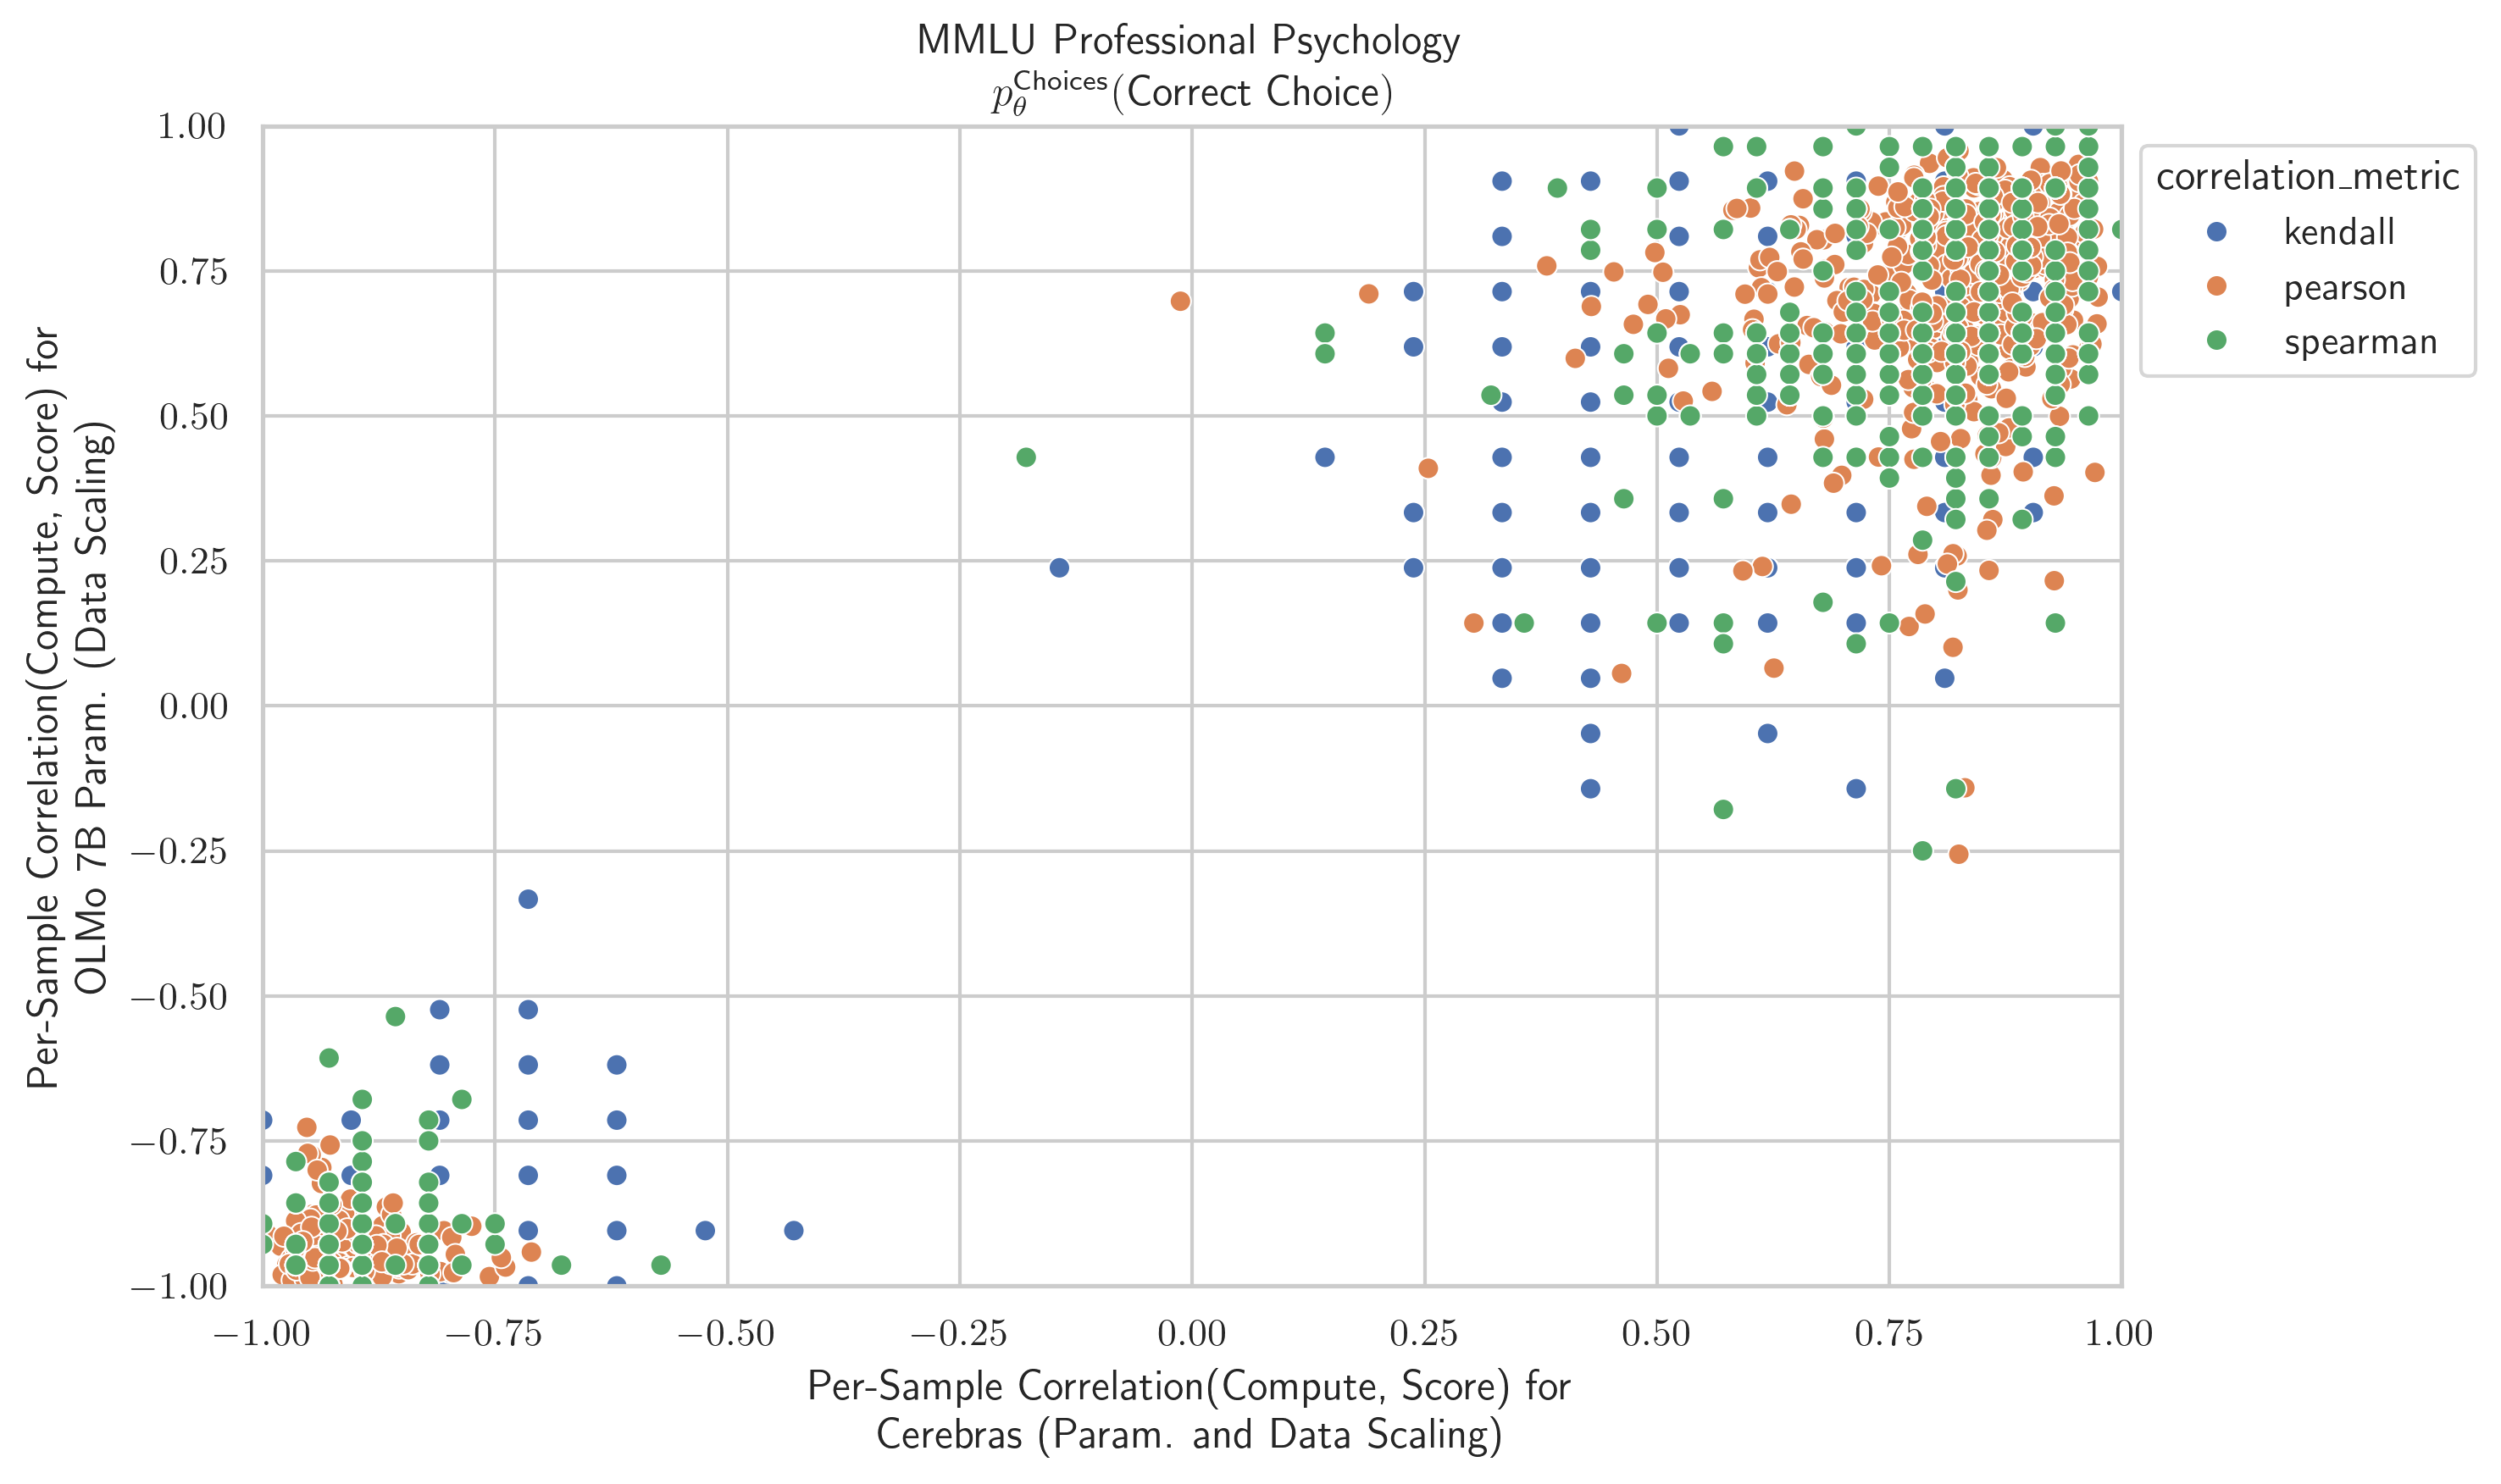 MMLU Professional Psychology
p_θ^Choices(Correct Choice)
Per-Sample Correlation(Compute, Score) for
OLMo 7B Param. (Data Scaling)
1.00
0.75
0.50
0.25
0.00
−0.25
−0.50
−0.75
−1.00
−1.00
−0.75
−0.50
−0.25
0.00
0.25
0.50
0.75
1.00
Per-Sample Correlation(Compute, Score) for
Cerebras (Param. and Data Scaling)
correlation_metric
kendall
pearson
spearman